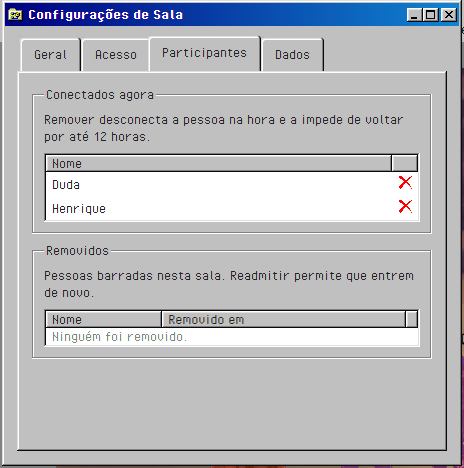 Configurações de Sala
Geral
Acesso
Participantes
Dados
Conectados agora
Remover desconecta a pessoa na hora e a impede de voltar
por até 12 horas.
Nome
Duda
Henrique
Removidos
Pessoas barradas nesta sala. Readmitir permite que entrem
de novo.
Nome
Removido em
Ninguém foi removido.